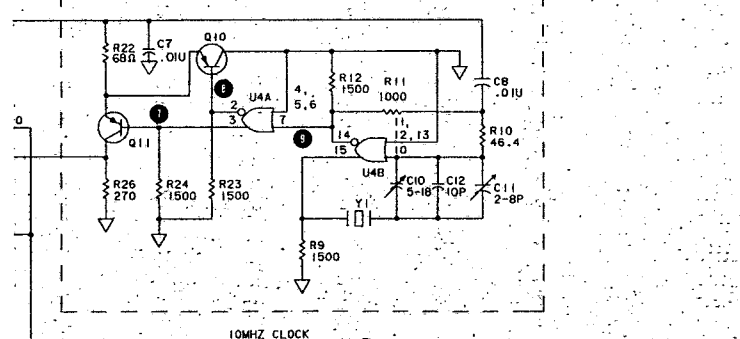 Q10
R22
68Ω
C7
.01U
R12
1500
R11
1000
C8
.01U
6
U4A
4,
5,6
2
3
7
7
9
11,
12,13
14
15
10
R10
46.4
Q11
U4B
R26
270
R24
1500
R23
1500
C10
5-18
C12
10P
C11
2-8P
Y1
R9
1500
10MHZ CLOCK